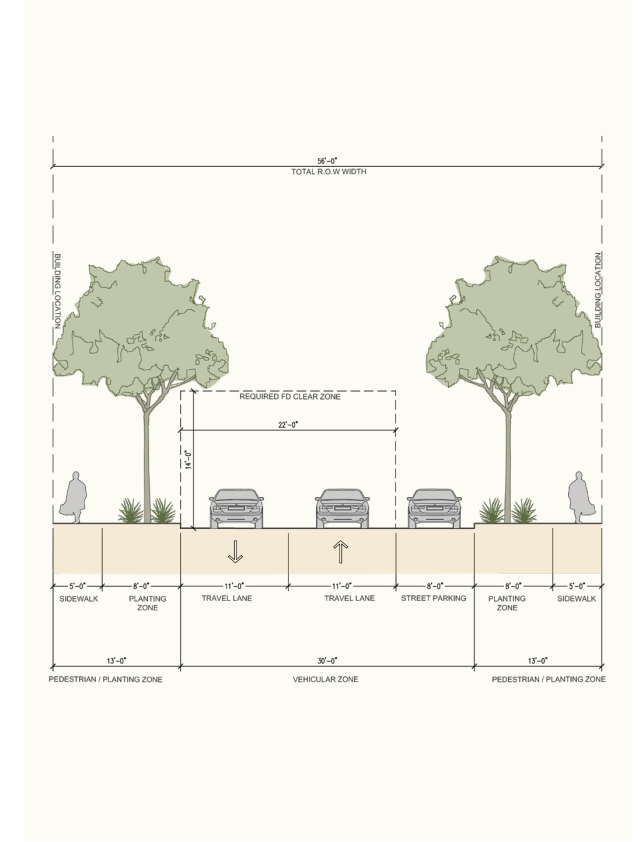 56'-0"
TOTAL R.O.W WIDTH
BUILDING LOCATION
BUILDING LOCATION
REQUIRED FD CLEAR ZONE
22'-0"
14'-0"
5'-0"
8'-0"
11'-0"
11'-0"
8'-0"
8'-0"
5'-0"
SIDEWALK
PLANTING
ZONE
TRAVEL LANE
TRAVEL LANE
STREET PARKING
PLANTING
ZONE
SIDEWALK
13'-0"
30'-0"
13'-0"
PEDESTRIAN / PLANTING ZONE
VEHICULAR ZONE
PEDESTRIAN / PLANTING ZONE